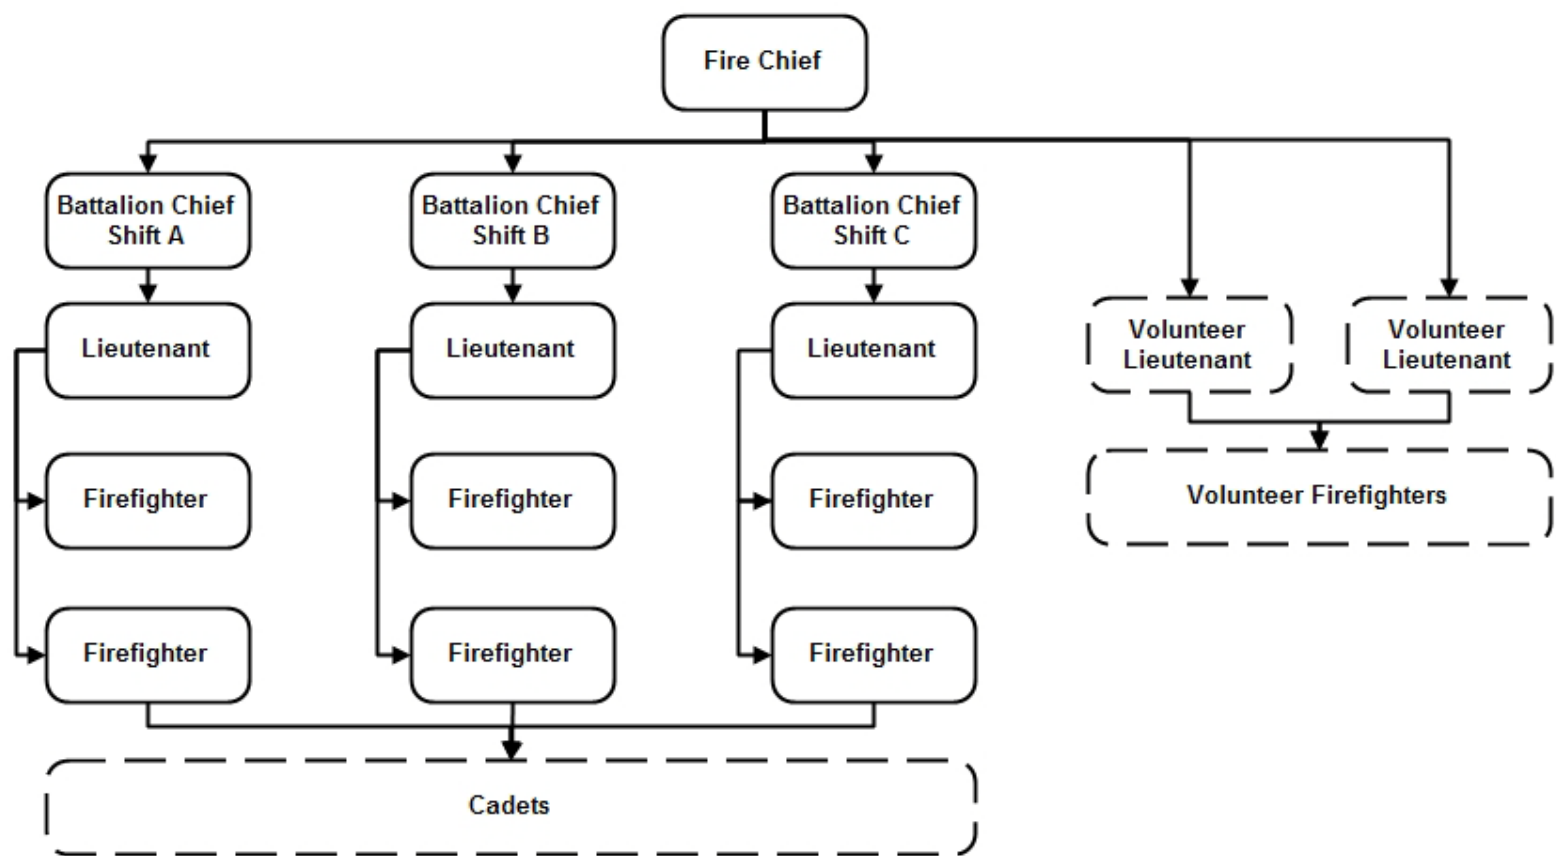 Fire Chief
Battalion Chief
Shift A
Battalion Chief
Shift B
Battalion Chief
Shift C
Lieutenant
Lieutenant
Lieutenant
Volunteer
Lieutenant
Volunteer
Lieutenant
Firefighter
Firefighter
Firefighter
Volunteer Firefighters
Firefighter
Firefighter
Firefighter
Cadets